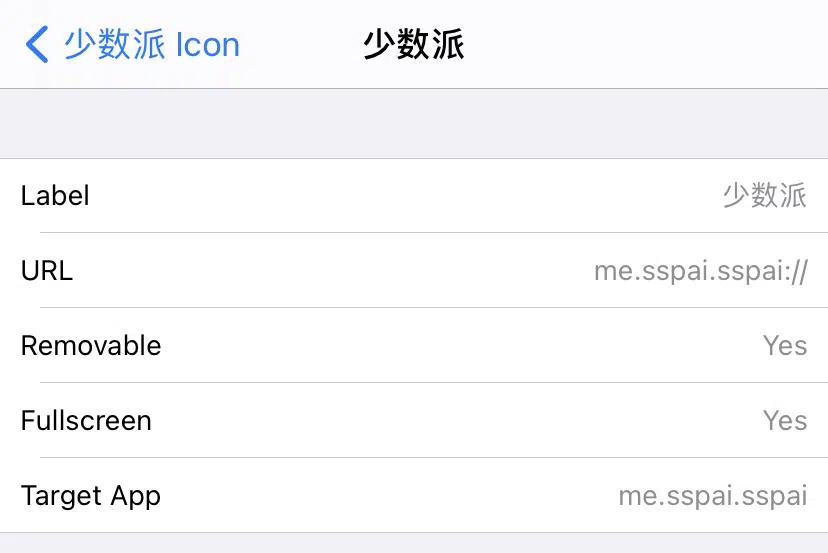 少数派 Icon 少数派
Label 少数派
URL me.sspai.sspai://
Removable Yes
Fullscreen Yes
Target App me.sspai.sspai